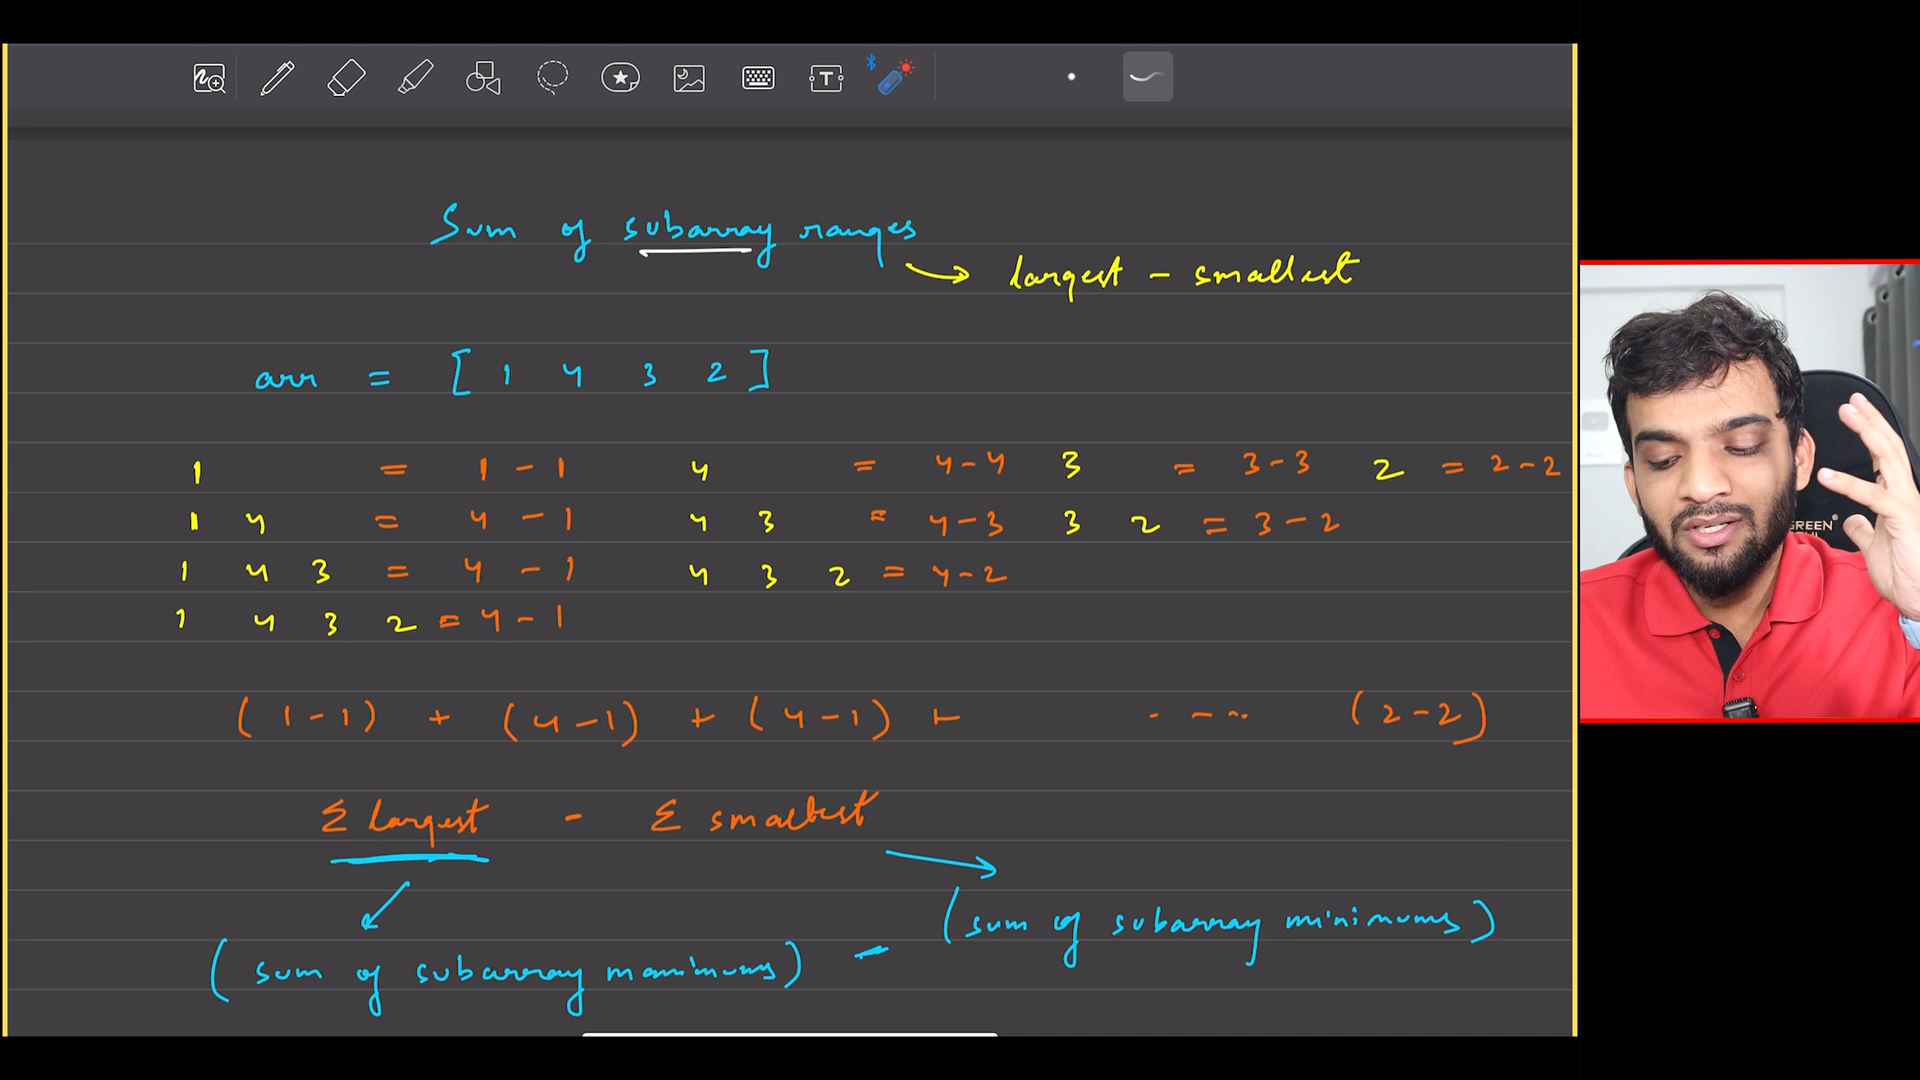 Sum of subarray ranges
→ largest - smallest
arr = [ 1 4 3 2 ]
1 = 1 - 1 4 = 4 - 4 3 = 3 - 3 2 = 2 - 2
1 4 = 4 - 1 4 3 = 4 - 3 3 2 = 3 - 2
1 4 3 = 4 - 1 4 3 2 = 4 - 2
1 4 3 2 = 4 - 1
( 1 - 1 ) + ( 4 - 1 ) + ( 4 - 1 ) + . - - .. ( 2 - 2 )
Σ largest - Σ smallest
( sum of subarray maximums ) - ( sum of subarray minimums )
T
GREEN